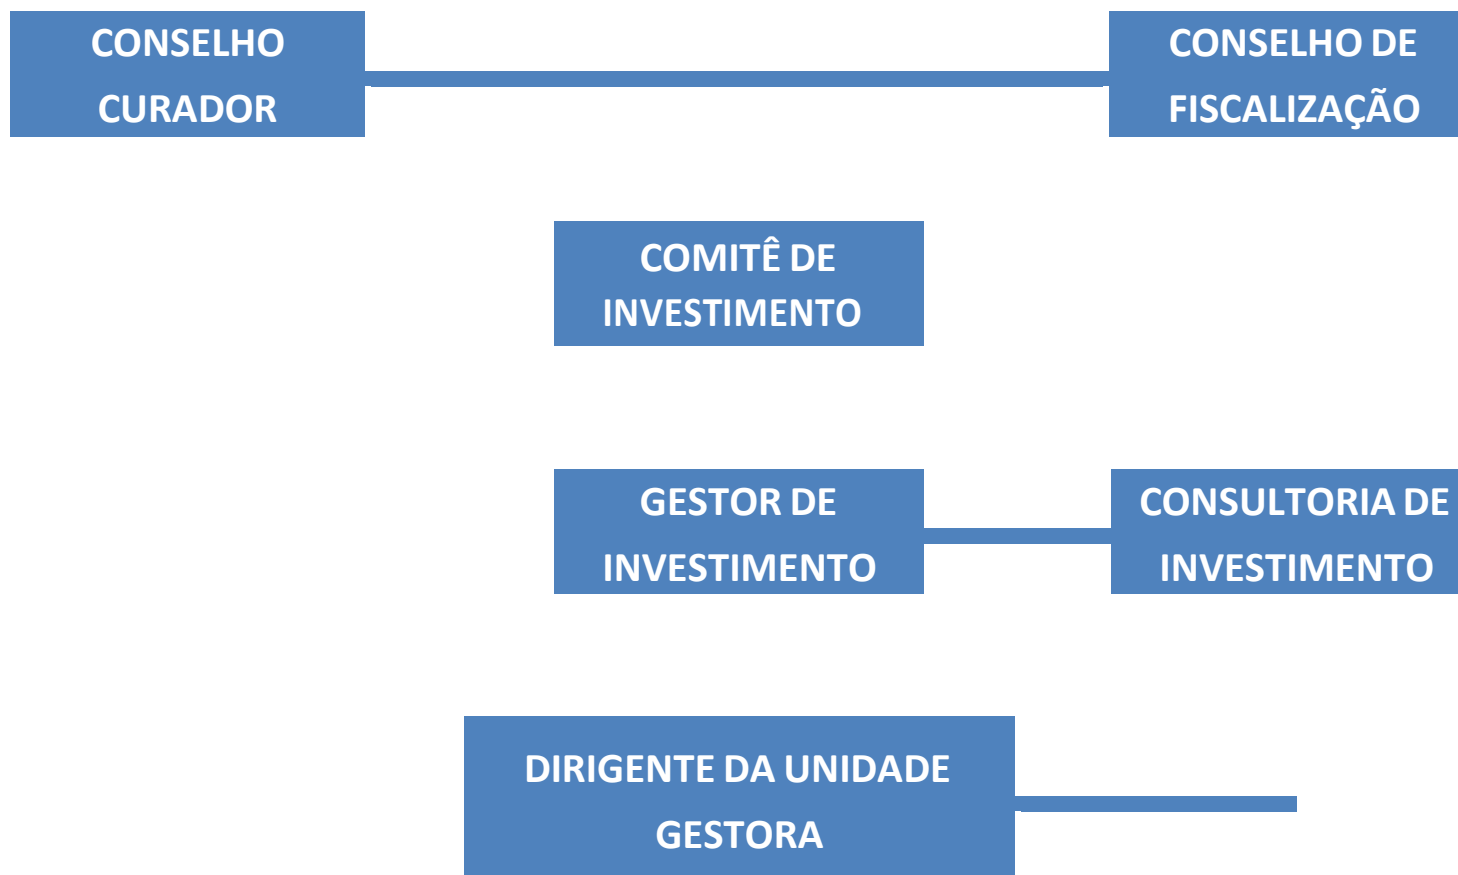 CONSELHO
CURADOR
CONSELHO DE
FISCALIZAÇÃO
COMITÊ DE
INVESTIMENTO
GESTOR DE
INVESTIMENTO
CONSULTORIA DE
INVESTIMENTO
DIRIGENTE DA UNIDADE
GESTORA